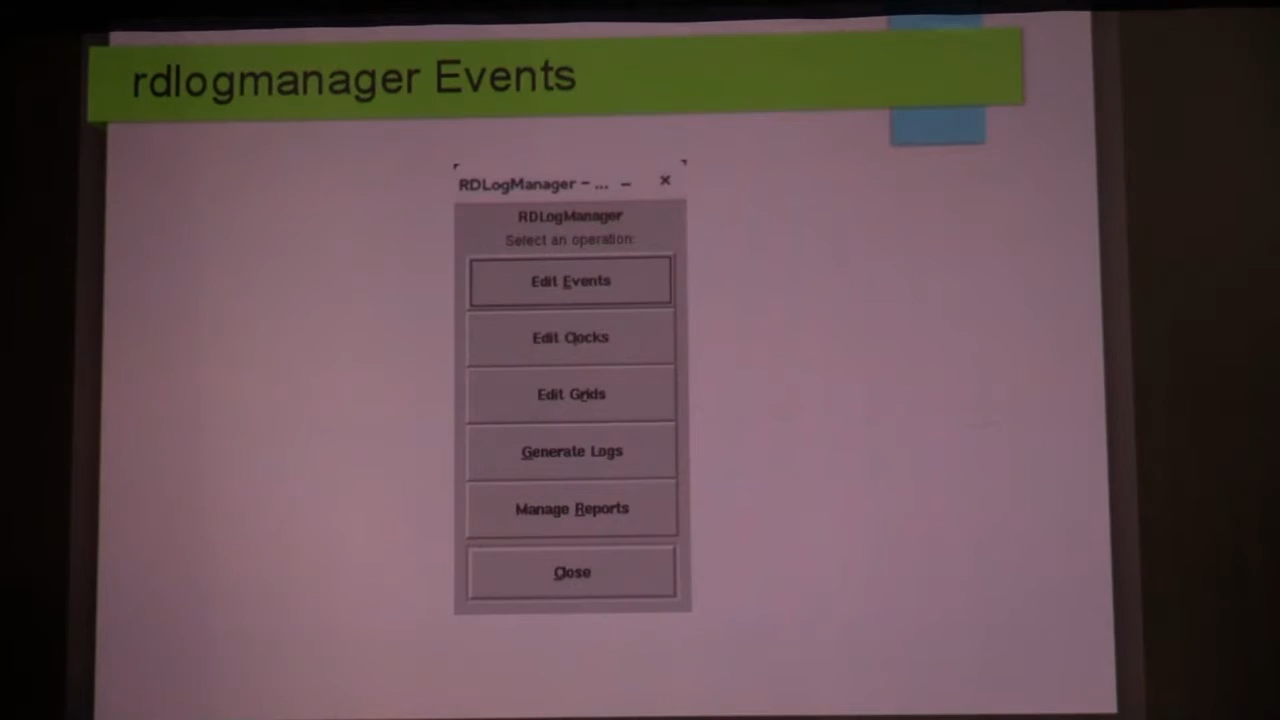 rdlogmanager Events
RDLogManager - ... – ×
RDLogManager
Select an operation:
Edit Events
Edit Clocks
Edit Grids
Generate Logs
Manage Reports
Close